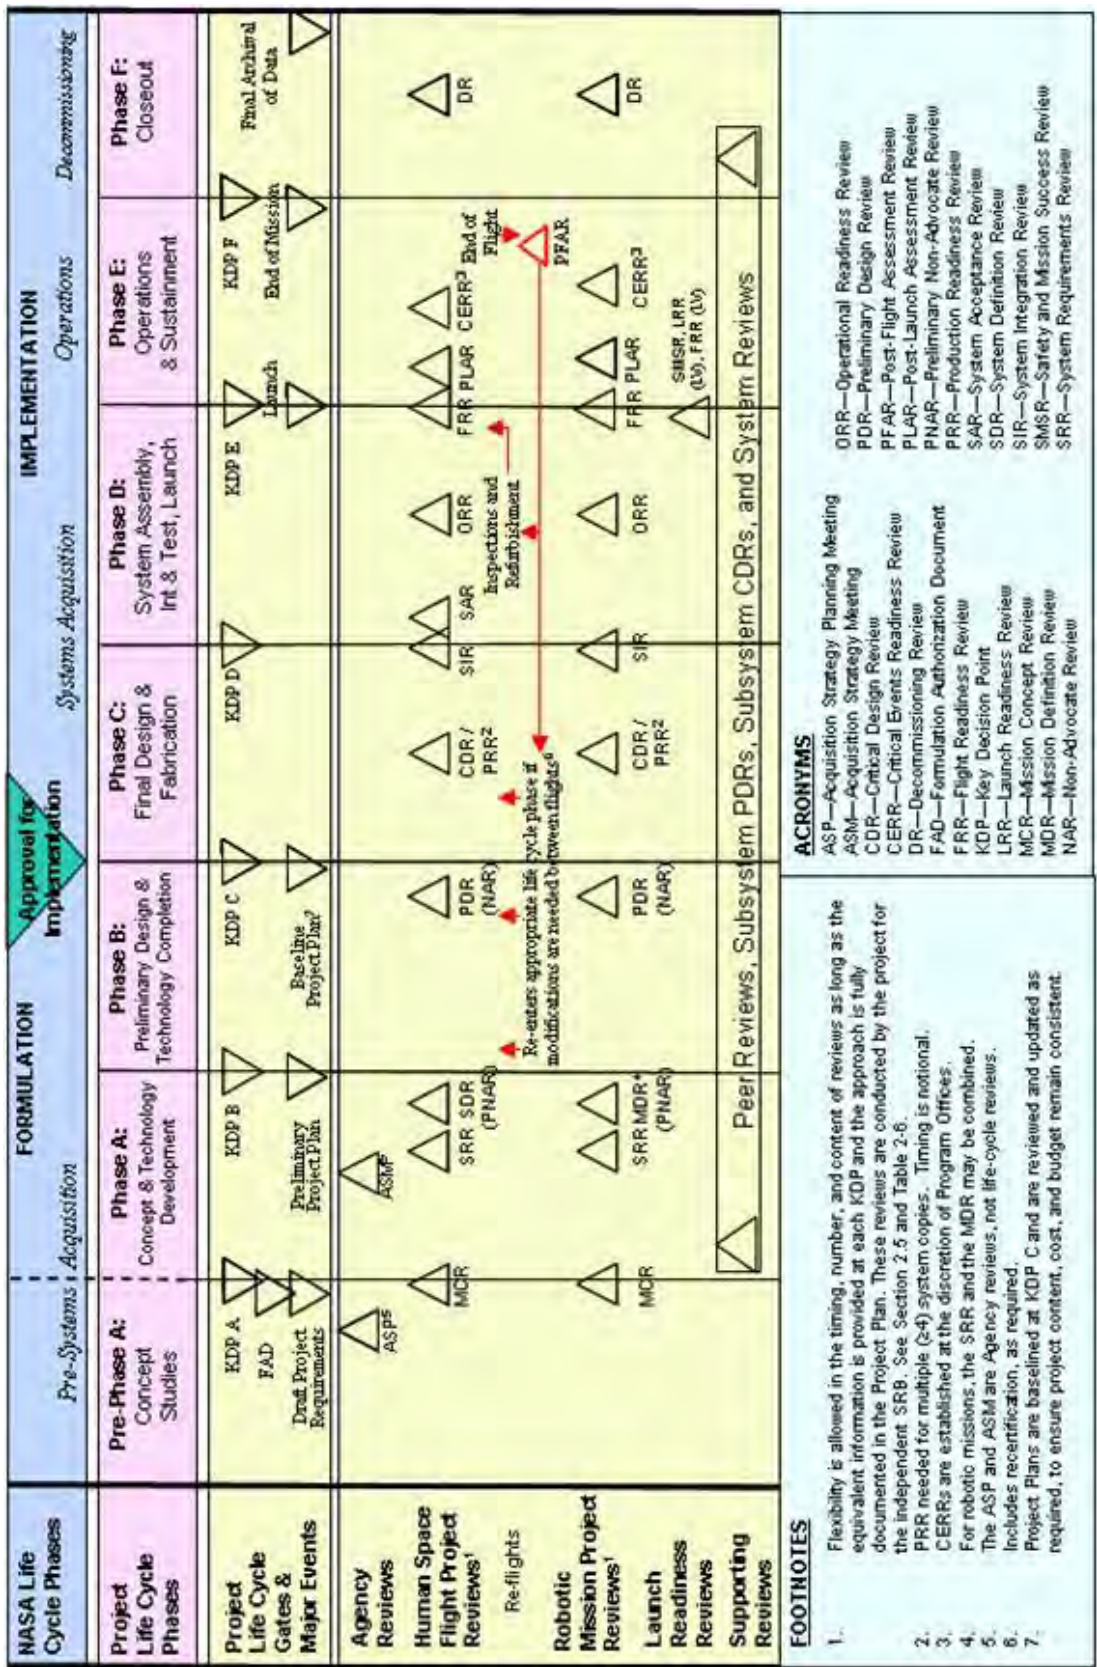 NASA Life
Cycle Phases
FORMULATION
Approval for
Implementation
IMPLEMENTATION
Pre-Systems Acquisition
Systems Acquisition
Operations
Decommissioning
Project
Life Cycle
Phases
Pre-Phase A:
Concept
Studies
Phase A:
Concept & Technology
Development
Phase B:
Preliminary Design &
Technology Completion
Phase C:
Final Design &
Fabrication
Phase D:
System Assembly,
Int & Test, Launch
Phase E:
Operations
& Sustainment
Phase F:
Closeout
Project
Life Cycle
Gates &
Major Events
KDP A
FAD
Draft Project
Requirements
KDP B
Preliminary
Project Plan
KDP C
Baseline
Project Plan7
KDP D
KDP E
Launch
KDP F
End of Mission
Final Archival
of Data
Agency
Reviews
ASP5
ASM5
Human Space
Flight Project
Reviews1
MCR
SRR SDR
(PNAR)
PDR
(NAR)
CDR/
PRR2
SIR
SAR
ORR
FRR PLAR CERR3
End of
Flight
DR
Re-flights
Re-enters appropriate life cycle phase if
modifications are needed between flights6
Inspections and
Refurbishment
PFAR
Robotic
Mission Project
Reviews1
MCR
SRR MDR4
(PNAR)
PDR
(NAR)
CDR/
PRR2
SIR
ORR
FRR PLAR
CERR3
DR
Launch
Readiness
Reviews
SMSR, LRR
(LV), FRR (LV)
Supporting
Reviews
Peer Reviews, Subsystem PDRs, Subsystem CDRs, and System Reviews
FOOTNOTES
1. Flexibility is allowed in the timing, number, and content of reviews as long as the
equivalent information is provided at each KDP and the approach is fully
documented in the Project Plan. These reviews are conducted by the project for
the independent SRB. See Section 2.5 and Table 2-6.
2. PRR needed for multiple (≥4) system copies. Timing is notional.
3. CERRs are established at the discretion of Program Offices.
4. For robotic missions, the SRR and the MDR may be combined.
5. The ASP and ASM are Agency reviews, not life-cycle reviews.
6. Includes recertification, as required.
7. Project Plans are baselined at KDP C and are reviewed and updated as
required, to ensure project content, cost, and budget remain consistent.
ACRONYMS
ASP—Acquisition Strategy Planning Meeting
ASM—Acquisition Strategy Meeting
CDR—Critical Design Review
CERR—Critical Events Readiness Review
DR—Decommissioning Review
FAD—Formulation Authorization Document
FRR—Flight Readiness Review
KDP—Key Decision Point
LRR—Launch Readiness Review
MCR—Mission Concept Review
MDR—Mission Definition Review
NAR—Non-Advocate Review
ORR—Operational Readiness Review
PDR—Preliminary Design Review
PFAR—Post-Flight Assessment Review
PLAR—Post-Launch Assessment Review
PNAR—Preliminary Non-Advocate Review
PRR—Production Readiness Review
SAR—System Acceptance Review
SDR—System Definition Review
SIR—System Integration Review
SMSR—Safety and Mission Success Review
SRR—System Requirements Review